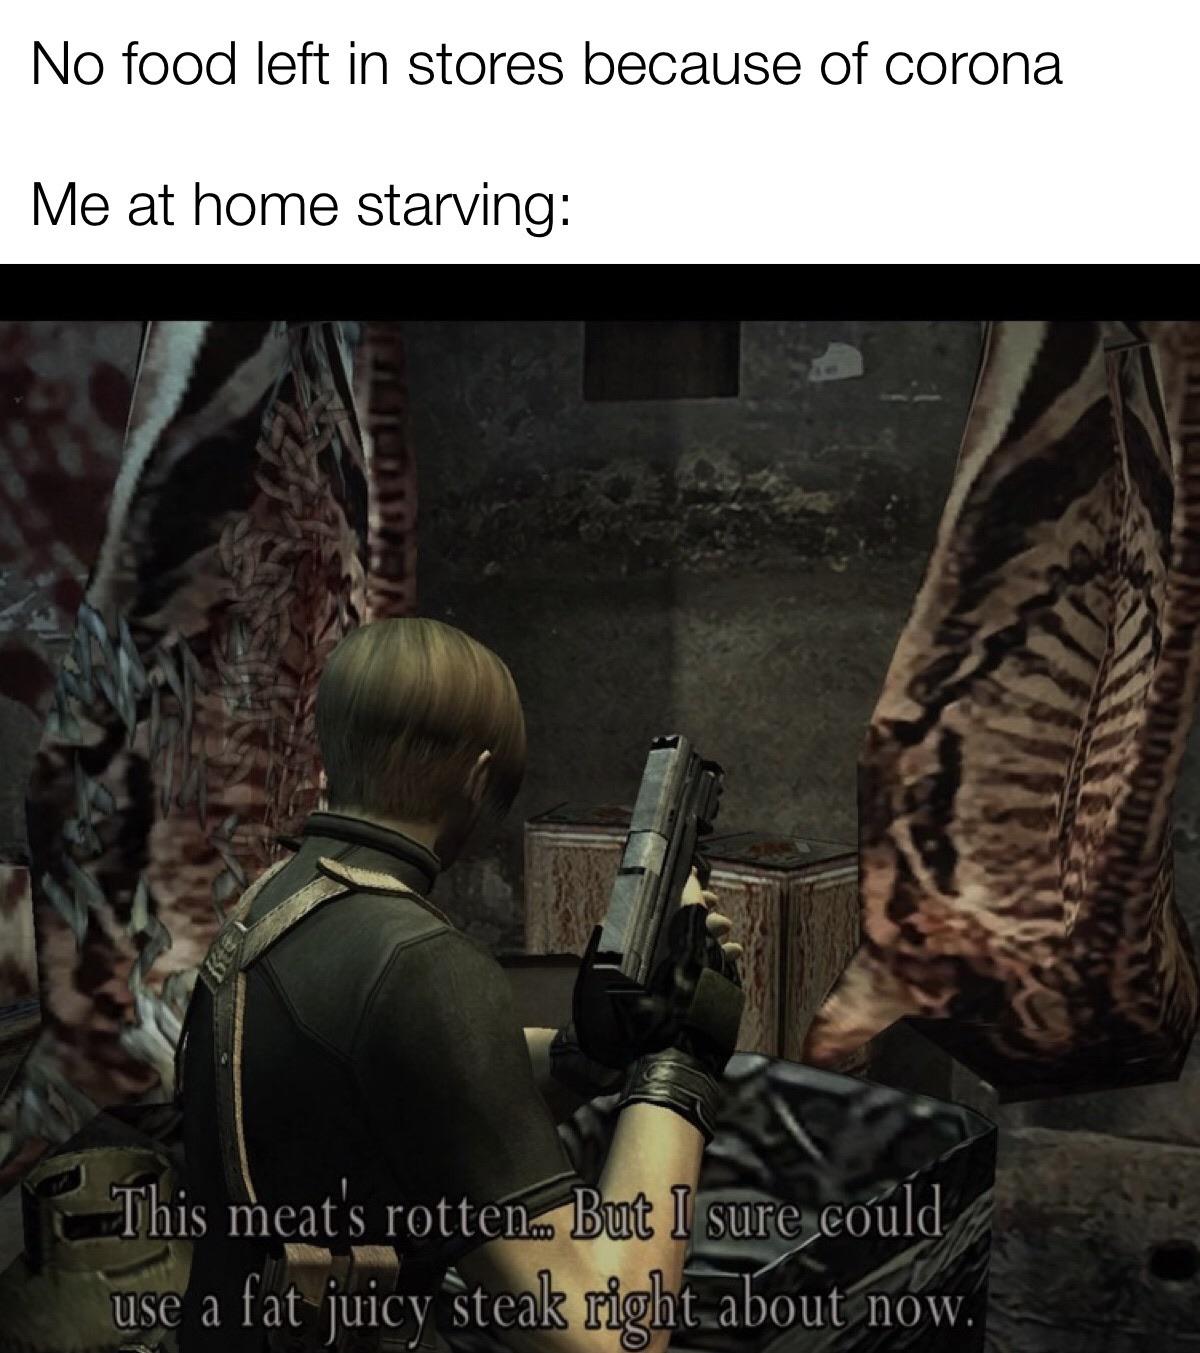 No food left in stores because of corona
Me at home starving:
This meat's rotten... But I sure could
use a fat juicy steak right about now.